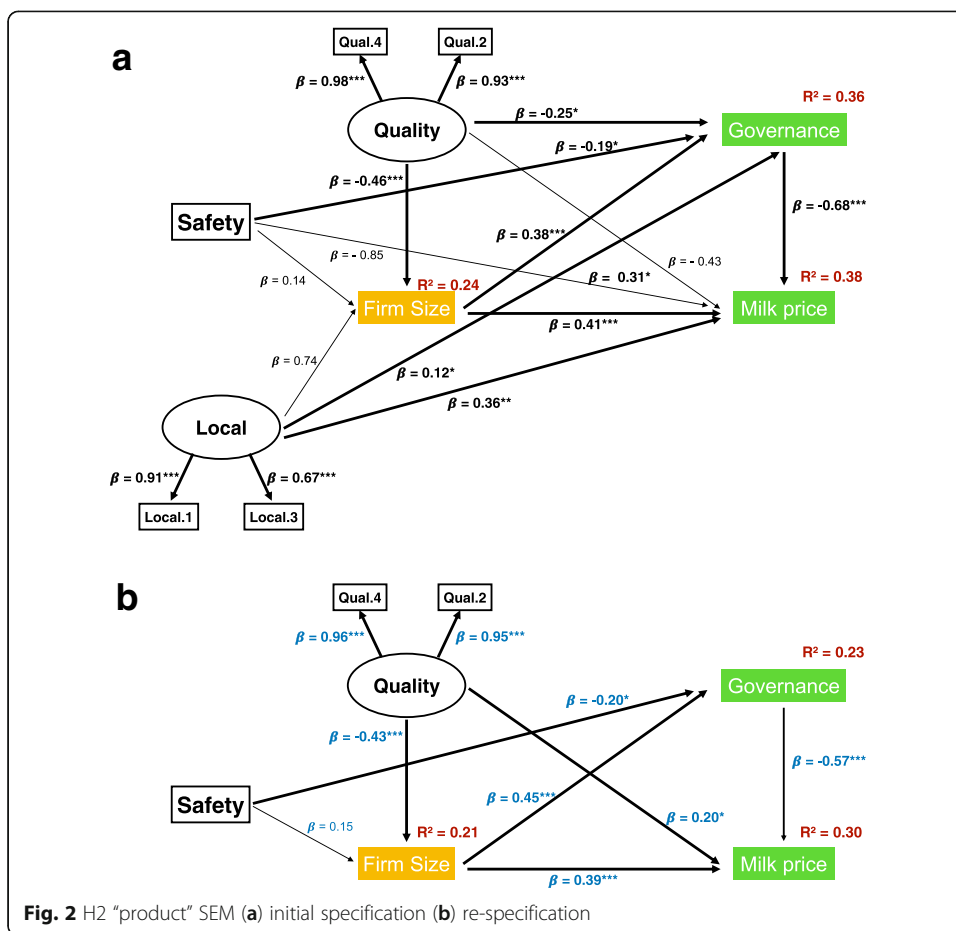 a
Qual.4
Qual.2
β = 0.98***
β = 0.93***
R² = 0.36
Quality
β = -0.25*
Governance
β = -0.19*
β = -0.46***
Safety
β = -0.68***
β = 0.38***
β = - 0.85
β = - 0.43
β = 0.14
β = 0.31*
R² = 0.24
R² = 0.38
Firm Size
Milk price
β = 0.41***
β = 0.74
β = 0.12*
β = 0.36**
Local
β = 0.91***
β = 0.67***
Local.1
Local.3
b
Qual.4
Qual.2
β = 0.96***
β = 0.95***
R² = 0.23
Quality
Governance
β = -0.20*
β = -0.43***
β = -0.57***
Safety
β = 0.45***
β = 0.20*
β = 0.15
R² = 0.21
R² = 0.30
Firm Size
Milk price
β = 0.39***
Fig. 2 H2 “product” SEM (a) initial specification (b) re-specification